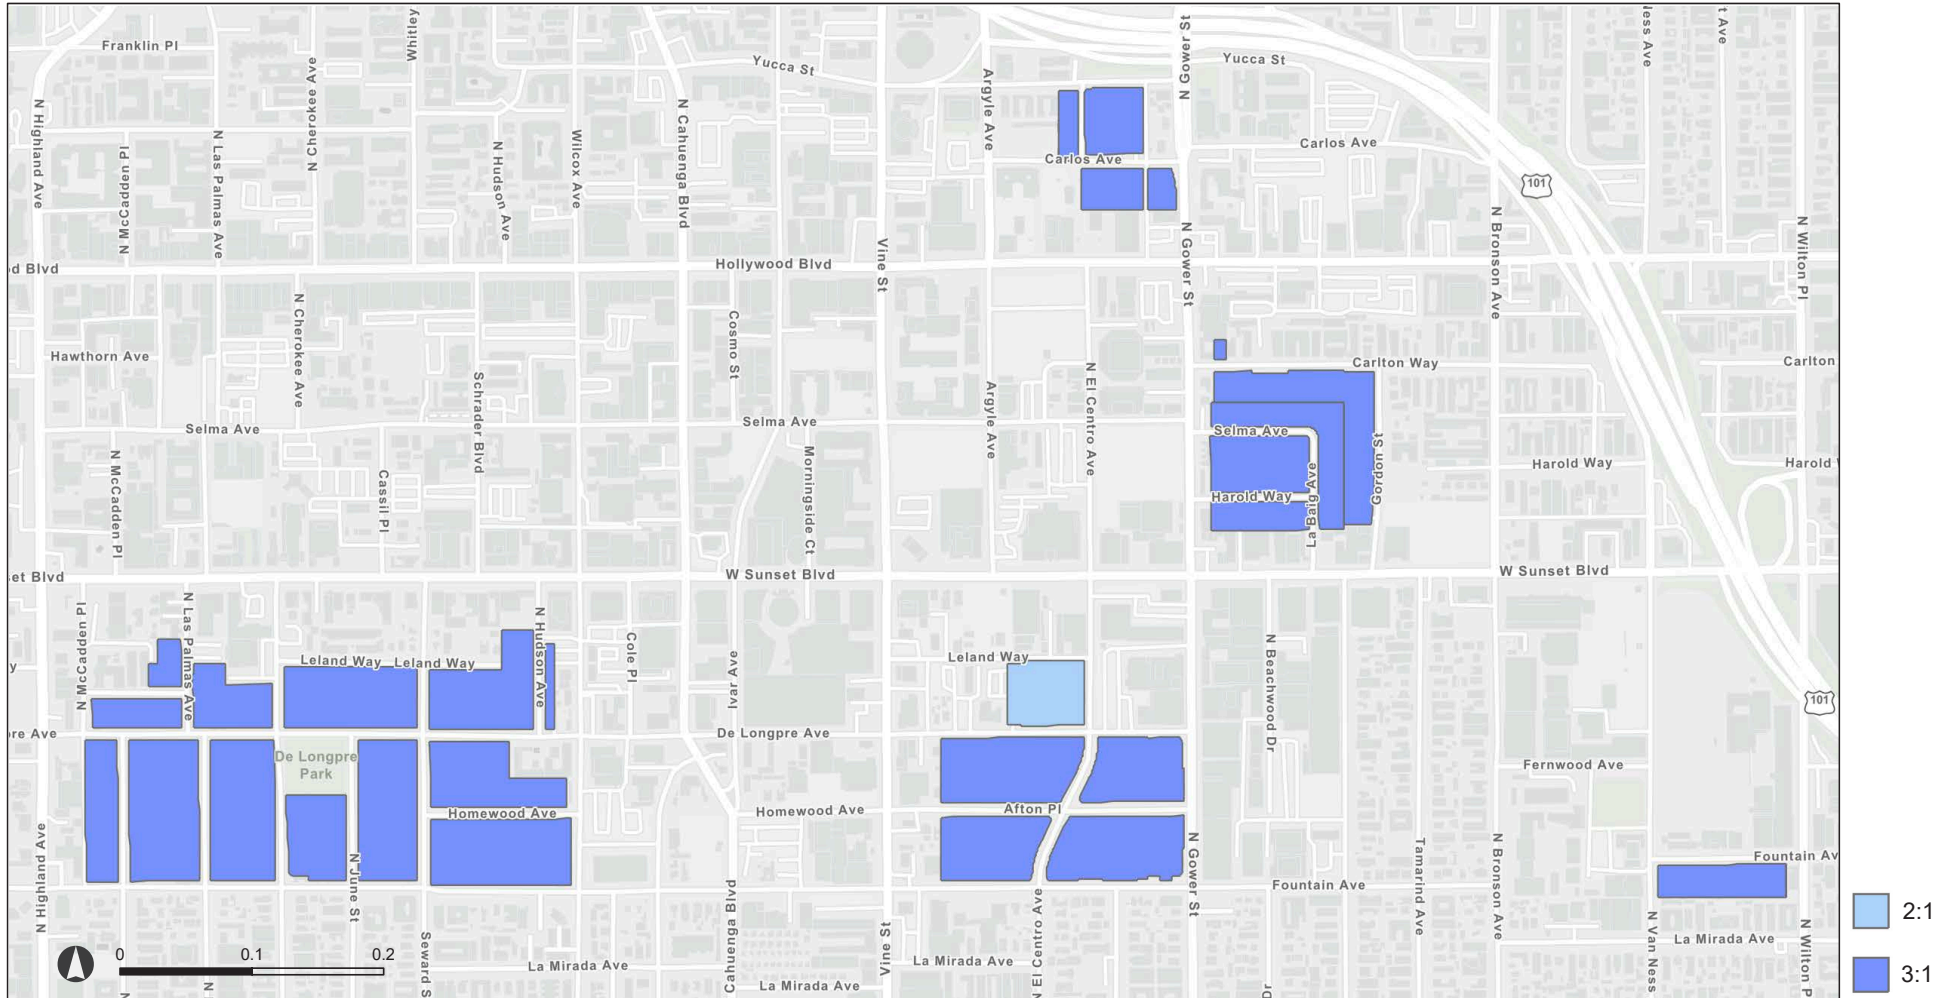 Franklin Pl
Whitley
N Cherokee Ave
Yucca St
N Gower St
Yucca St
Ness Ave
t Ave
N Highland Ave
N McCadden Pl
N Las Palmas Ave
N Hudson Ave
Wilcox Ave
N Cahuenga Blvd
Argyle Ave
Carlos Ave
Carlos Ave
101
N Bronson Ave
N Wilton Pl
Vine St
N Gower St
od Blvd
Hollywood Blvd
N Cherokee Ave
Cosmo St
Hawthorn Ave
Schrader Blvd
Argyle Ave
N El Centro Ave
Carlton Way
Carlton
Selma Ave
Selma Ave
Selma Ave
N McCadden Pl
Cassil Pl
Morningside Ct
Harold Way
La Baig Ave
Gordon St
Harold Way
Harold W
set Blvd
W Sunset Blvd
W Sunset Blvd
N McCadden Pl
N Las Palmas Ave
Leland Way
Leland Way
N Hudson Ave
Cole Pl
Ivar Ave
Leland Way
N Beachwood Dr
y
101
ore Ave
De Longpre
Park
De Longpre Ave
Fernwood Ave
Homewood Ave
Homewood Ave
Afton Pl
N Highland Ave
N June St
N Gower St
Tamarind Ave
N Bronson Ave
Fountain Ave
Fountain Av
Seward S
Cahuenga Blvd
Vine St
N El Centro Ave
N Van Ness
N Wilton P
La Mirada Ave
La Mirada Ave
La Mirada Ave
La Mirada Ave
0
0.1
0.2
N
N
Dr
2:1
3:1